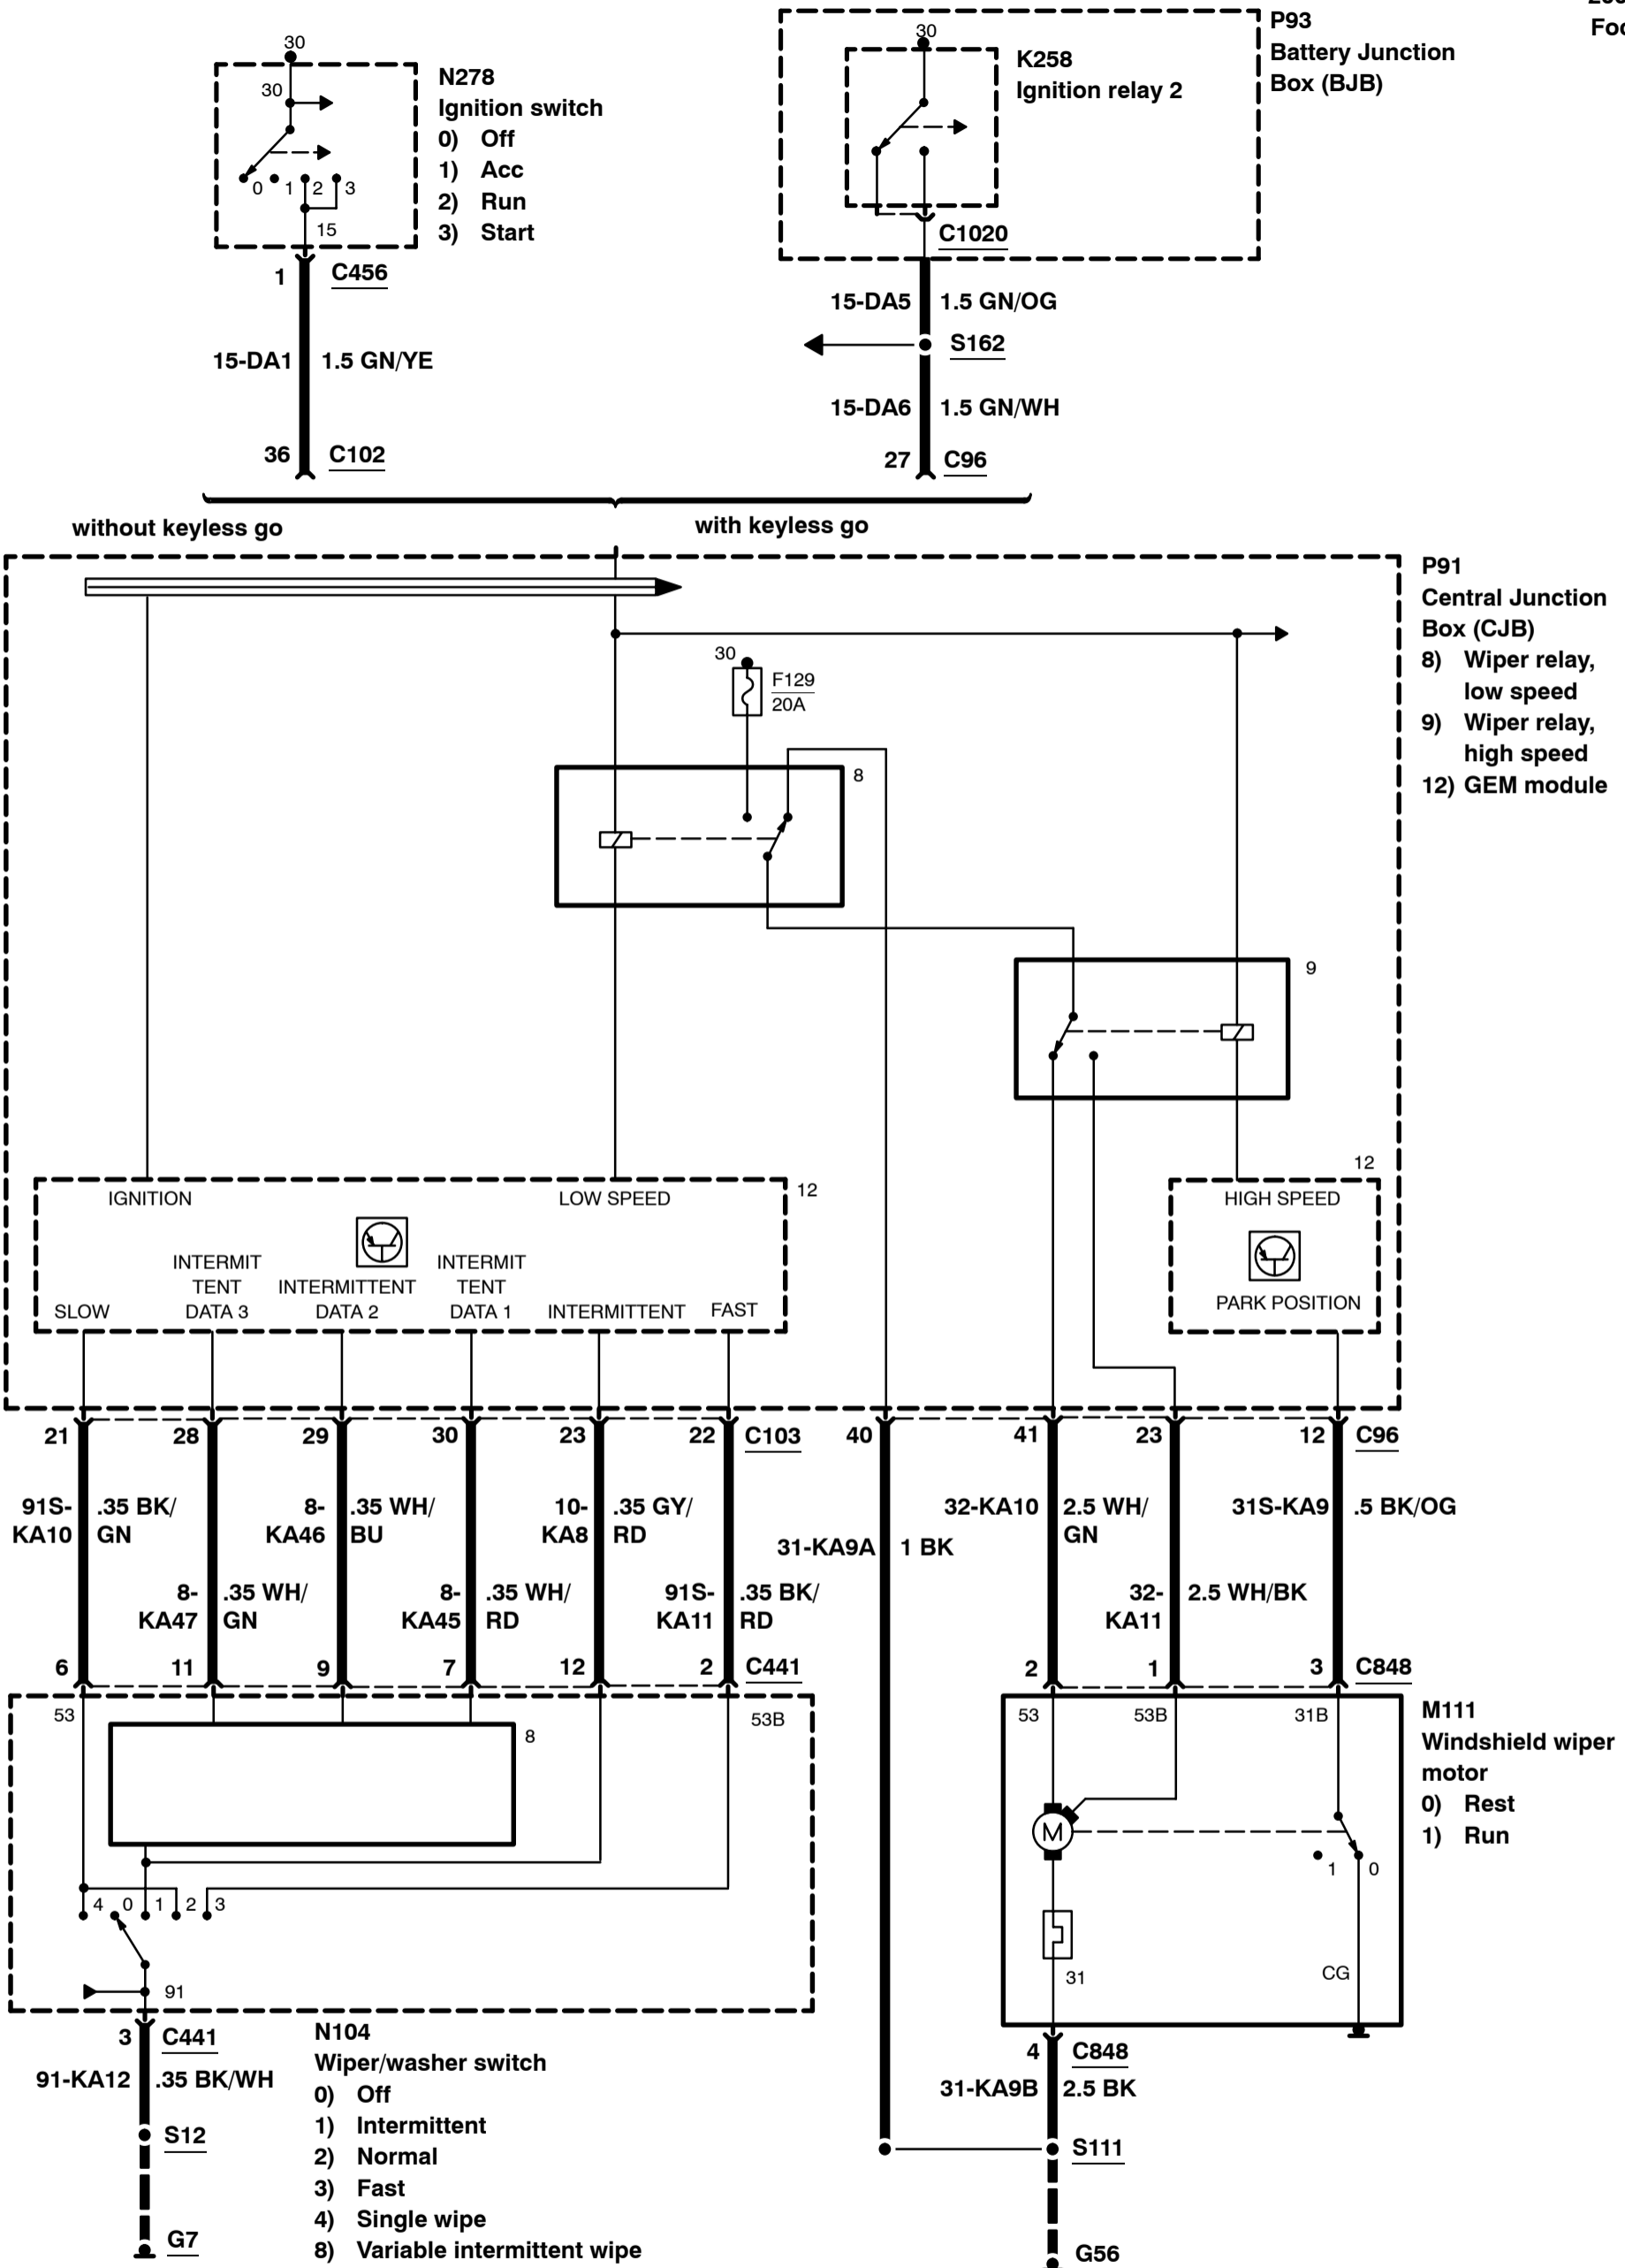 30
30
N278
Ignition switch
0) Off
1) Acc
2) Run
3) Start
0 1 2 3
15
1 C456
15-DA1 1.5 GN/YE
36 C102
30
K258
Ignition relay 2
P93
Battery Junction
Box (BJB)
C1020
15-DA5 1.5 GN/OG
S162
15-DA6 1.5 GN/WH
27 C96
without keyless go
with keyless go
P91
Central Junction
Box (CJB)
8) Wiper relay,
low speed
9) Wiper relay,
high speed
12) GEM module
30
F129
20A
8
9
12
IGNITION
LOW SPEED
12
HIGH SPEED
INTERMIT
TENT
DATA 3
INTERMITTENT
DATA 2
INTERMIT
TENT
DATA 1
SLOW
INTERMITTENT
FAST
PARK POSITION
21 28 29 30 23 22 C103 40 41 23 12 C96
91S-
KA10
.35 BK/
GN
8-
KA46
.35 WH/
BU
10-
KA8
.35 GY/
RD
31-KA9A 1 BK
32-KA10
2.5 WH/
GN
31S-KA9 .5 BK/OG
8-
KA47
.35 WH/
GN
8-
KA45
.35 WH/
RD
91S-
KA11
.35 BK/
RD
32-
KA11
2.5 WH/BK
6 11 9 7 12 2 C441 2 1 3 C848
53
53B
8
4 0 1 2 3
91
53 53B 31B
M111
Windshield wiper
motor
0) Rest
1) Run
M
1 0
31
CG
3 C441
91-KA12 .35 BK/WH
S12
G7
N104
Wiper/washer switch
0) Off
1) Intermittent
2) Normal
3) Fast
4) Single wipe
8) Variable intermittent wipe
4 C848
31-KA9B 2.5 BK
S111
G56